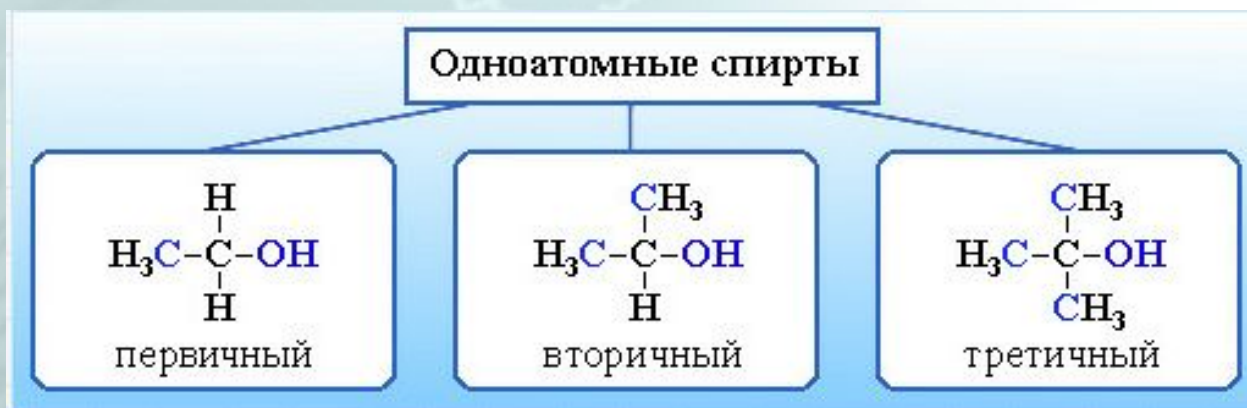 Одноатомные спирты
H
H₃C–C–OH
H
первичный
CH₃
H₃C–C–OH
H
вторичный
CH₃
H₃C–C–OH
CH₃
третичный